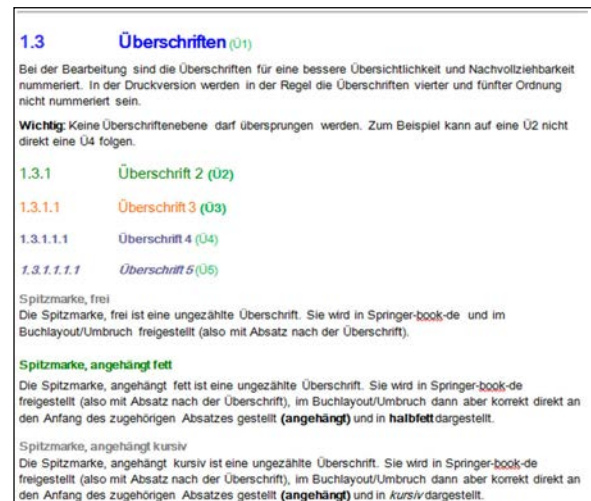 1.3 Überschriften (Ü1)
Bei der Bearbeitung sind die Überschriften für eine bessere Übersichtlichkeit und Nachvollziehbarkeit
nummeriert. In der Druckversion werden in der Regel die Überschriften vierter und fünfter Ordnung
nicht nummeriert sein.
Wichtig: Keine Überschriftenebene darf übersprungen werden. Zum Beispiel kann auf eine Ü2 nicht
direkt eine Ü4 folgen.
1.3.1 Überschrift 2 (Ü2)
1.3.1.1 Überschrift 3 (Ü3)
1.3.1.1.1 Überschrift 4 (Ü4)
1.3.1.1.1.1 Überschrift 5 (Ü5)
Spitzmarke, frei
Die Spitzmarke, frei ist eine ungezählte Überschrift. Sie wird in Springer-book-de und im
Buchlayout/Umbruch freigestellt (also mit Absatz nach der Überschrift).
Spitzmarke, angehängt fett
Die Spitzmarke, angehängt fett ist eine ungezählte Überschrift. Sie wird in Springer-book-de
freigestellt (also mit Absatz nach der Überschrift), im Buchlayout/Umbruch dann aber korrekt direkt an
den Anfang des zugehörigen Absatzes gestellt (angehängt) und in halbfett dargestellt.
Spitzmarke, angehängt kursiv
Die Spitzmarke, angehängt kursiv ist eine ungezählte Überschrift. Sie wird in Springer-book-de
freigestellt (also mit Absatz nach der Überschrift), im Buchlayout/Umbruch dann aber korrekt direkt an
den Anfang des zugehörigen Absatzes gestellt (angehängt) und in kursiv dargestellt.